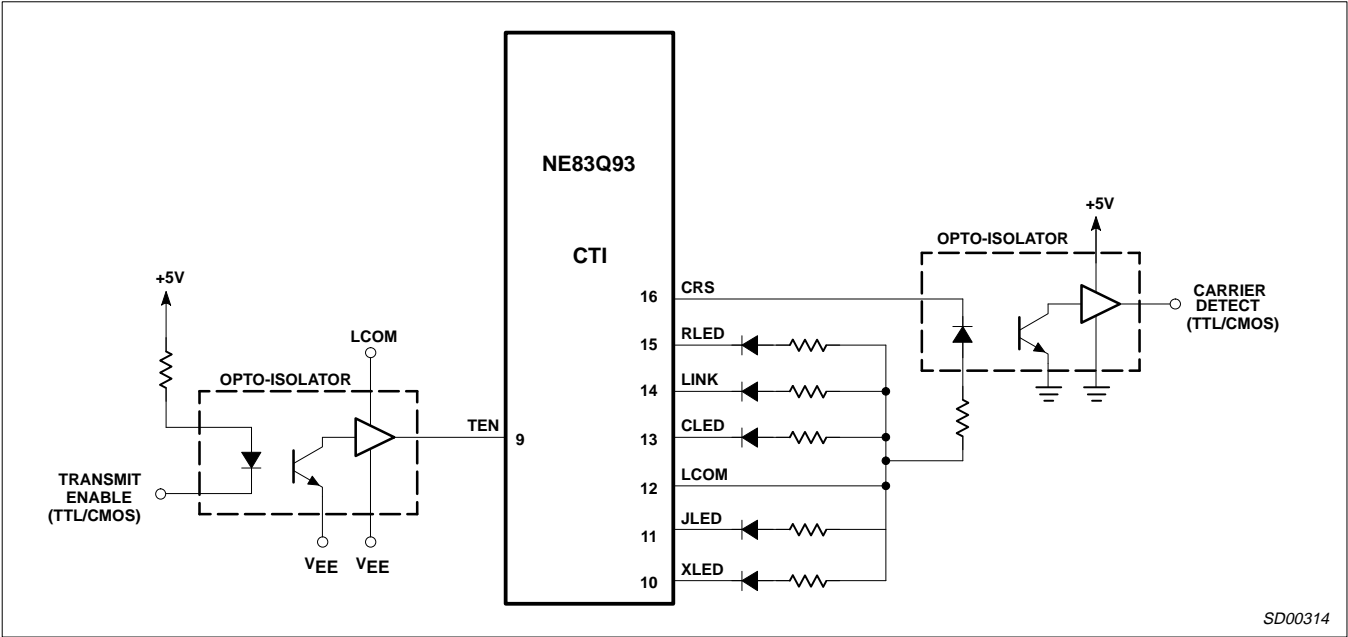 NE83Q93
CTI
+5V
OPTO-ISOLATOR
LCOM
TRANSMIT
ENABLE
(TTL/CMOS)
VEE
VEE
TEN
9
16
CRS
15
RLED
14
LINK
13
CLED
12
LCOM
11
JLED
10
XLED
+5V
OPTO-ISOLATOR
CARRIER
DETECT
(TTL/CMOS)
SD00314